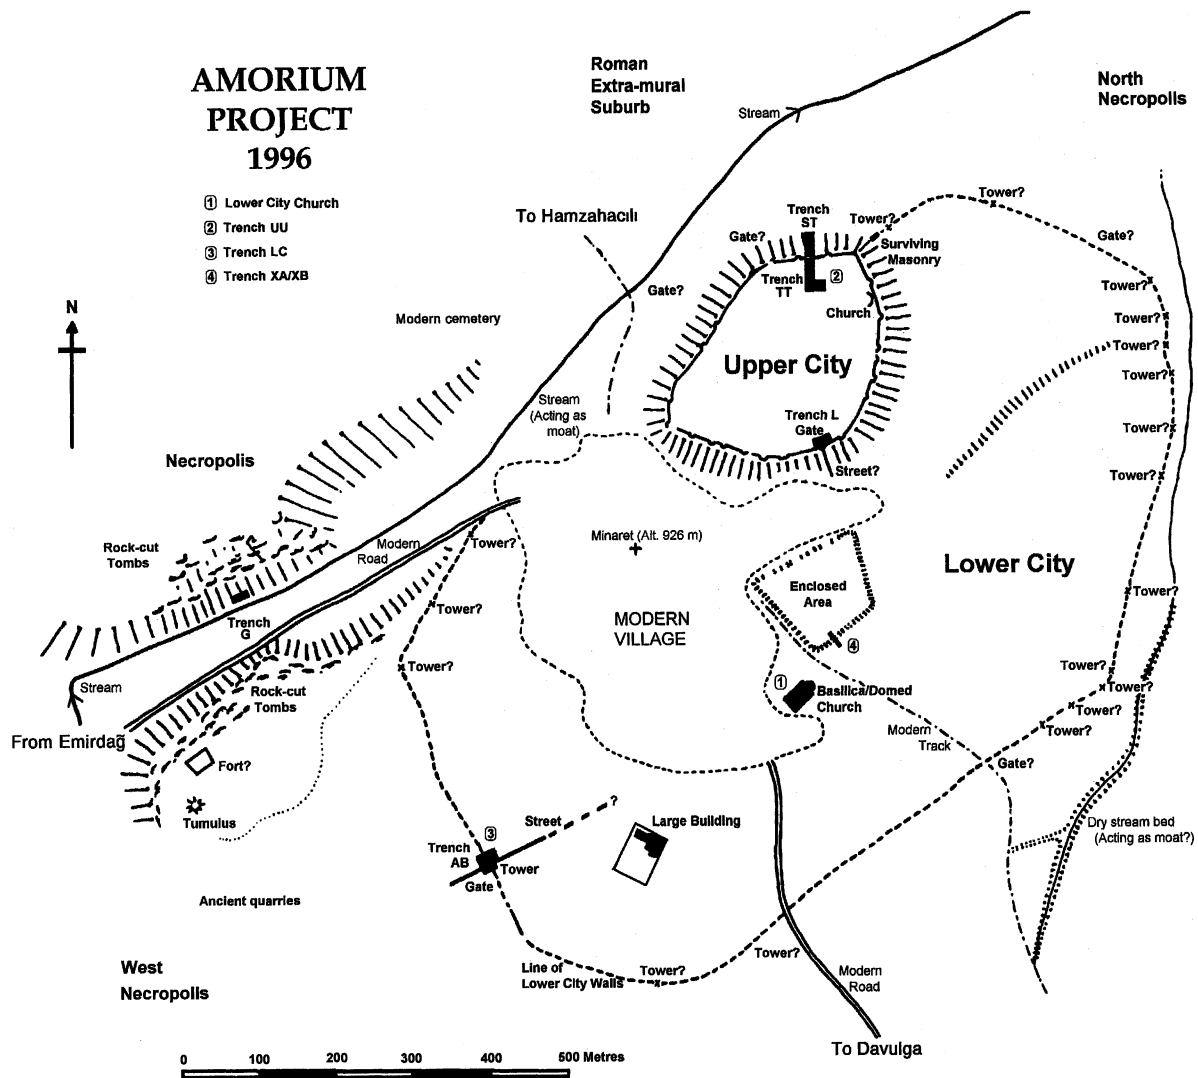 AMORIUM
PROJECT
1996
1 Lower City Church
2 Trench UU
3 Trench LC
4 Trench XA/XB
Roman
Extra-mural
Suburb
North
Necropolis
Stream
To Hamzahacılı
Tower?
Trench
ST
Tower?
Gate?
Gate?
Surviving
Masonry
Trench
TT
2
Gate?
Church
Tower?
N
Modern cemetery
Tower?
Tower?
Upper City
Tower?
Stream
(Acting as
moat)
Trench L
Gate
Tower?
Necropolis
Street?
Tower?
Rock-cut
Tombs
Modern
Road
Tower?
Minaret (Alt. 926 m)
Lower City
Enclosed
Area
Tower?
Tower?
Trench
G
MODERN
VILLAGE
4
Tower?
Tower?
Stream
Rock-cut
Tombs
1
Basilica/Domed
Church
Tower?
Tower?
Tower?
From Emirdağ
Modern
Track
Gate?
Fort?
Tumulus
?
Street
Large Building
3
Trench
AB
Tower
Gate
Dry stream bed
(Acting as moat?)
Ancient quarries
West
Necropolis
Line of
Lower City Walls
Tower?
Tower?
Modern
Road
To Davulga
0 100 200 300 400 500 Metres